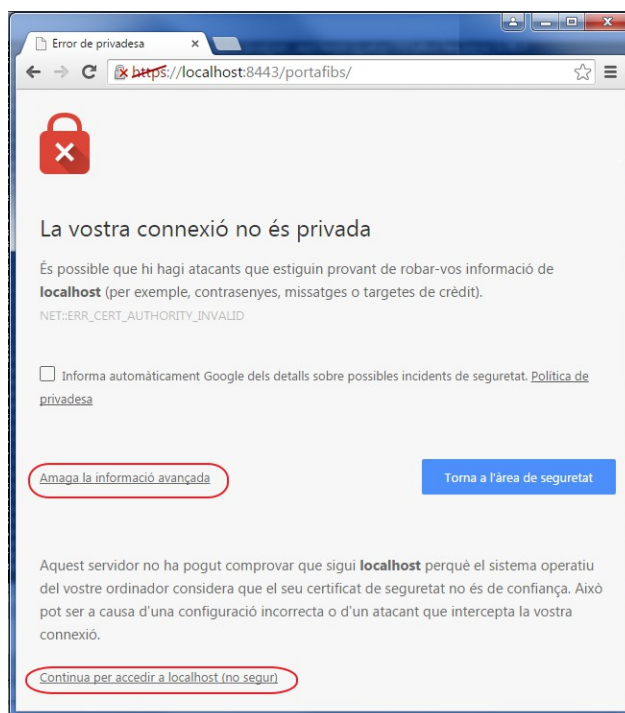 Error de privadesa
https://localhost:8443/portafibs/
La vostra connexió no és privada
És possible que hi hagi atacants que estiguin provant de robar-vos informació de
localhost (per exemple, contrasenyes, missatges o targetes de crèdit).
NET::ERR_CERT_AUTHORITY_INVALID
Informa automàticament Google dels detalls sobre possibles incidents de seguretat. Política de
privadesa
Amaga la informació avançada
Torna a l'àrea de seguretat
Aquest servidor no ha pogut comprovar que sigui localhost perquè el sistema operatiu
del vostre ordinador considera que el seu certificat de seguretat no és de confiança. Això
pot ser a causa d'una configuració incorrecta o d'un atacant que intercepta la vostra
connexió.
Continua per accedir a localhost (no segur)